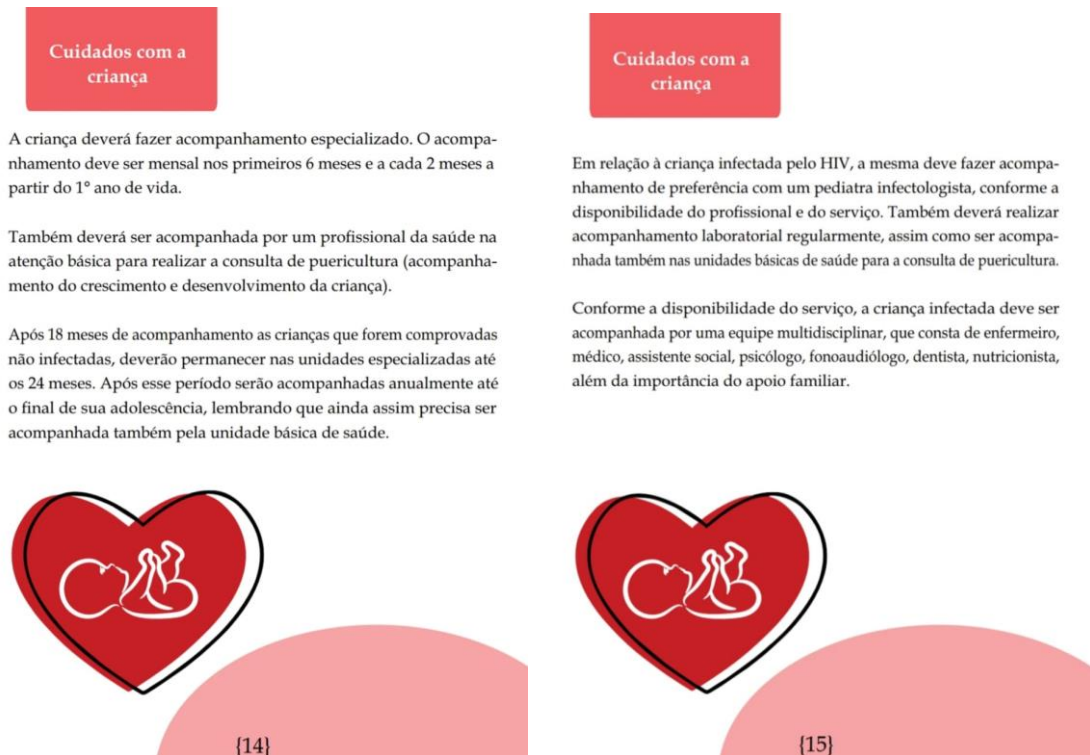 Cuidados com a
criança
A criança deverá fazer acompanhamento especializado. O acompa-
nhamento deve ser mensal nos primeiros 6 meses e a cada 2 meses a
partir do 1° ano de vida.
Também deverá ser acompanhada por um profissional da saúde na
atenção básica para realizar a consulta de puericultura (acompanha-
mento do crescimento e desenvolvimento da criança).
Após 18 meses de acompanhamento as crianças que forem comprovadas
não infectadas, deverão permanecer nas unidades especializadas até
os 24 meses. Após esse período serão acompanhadas anualmente até
o final de sua adolescência, lembrando que ainda assim precisa ser
acompanhada também pela unidade básica de saúde.
{14}
Cuidados com a
criança
Em relação à criança infectada pelo HIV, a mesma deve fazer acompa-
nhamento de preferência com um pediatra infectologista, conforme a
disponibilidade do profissional e do serviço. Também deverá realizar
acompanhamento laboratorial regularmente, assim como ser acompa-
nhada também nas unidades básicas de saúde para a consulta de puericultura.
Conforme a disponibilidade do serviço, a criança infectada deve ser
acompanhada por uma equipe multidisciplinar, que consta de enfermeiro,
médico, assistente social, psicólogo, fonoaudiólogo, dentista, nutricionista,
além da importância do apoio familiar.
{15}